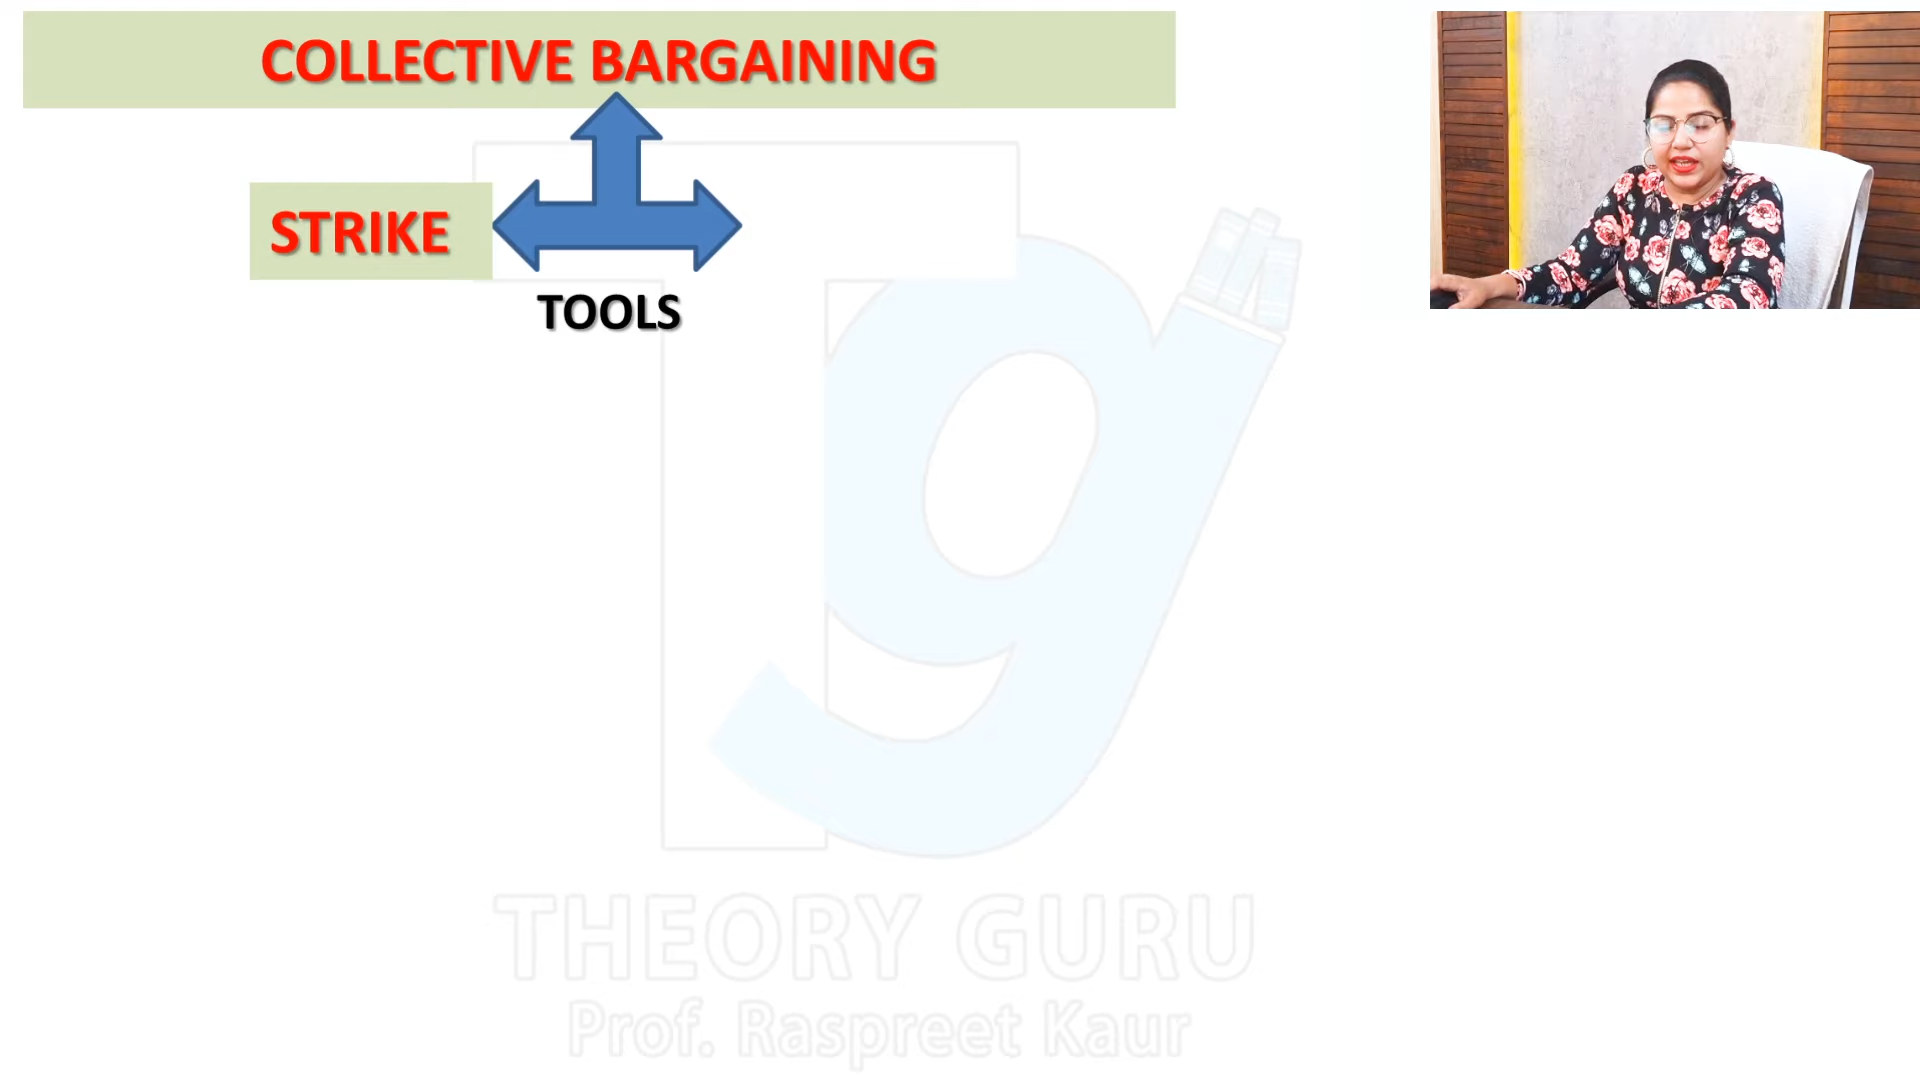 COLLECTIVE BARGAINING
STRIKE
TOOLS
THEORY GURU
Prof. Raspreet Kaur